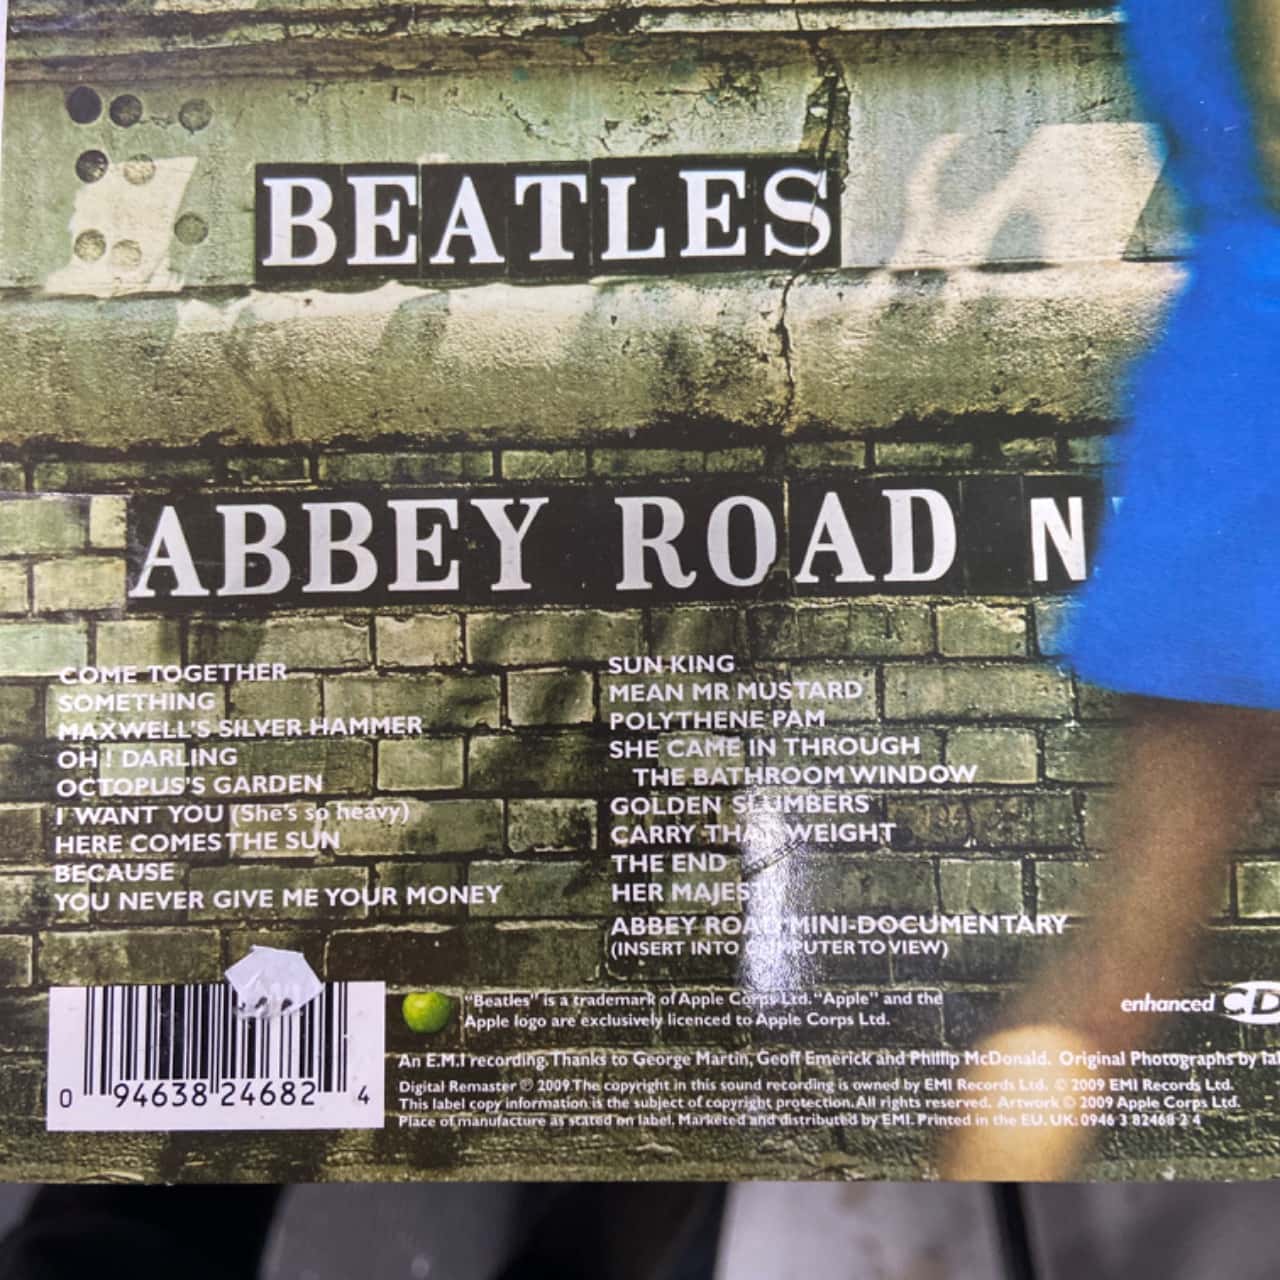 BEATLES
ABBEY ROAD N
COME TOGETHER
SOMETHING
MAXWELL'S SILVER HAMMER
OH! DARLING
OCTOPUS'S GARDEN
I WANT YOU (She's so heavy)
HERE COMES THE SUN
BECAUSE
YOU NEVER GIVE ME YOUR MONEY
SUN KING
MEAN MR MUSTARD
POLYTHENE PAM
SHE CAME IN THROUGH
THE BATHROOM WINDOW
GOLDEN SLUMBERS
CARRY THAT WEIGHT
THE END
HER MAJESTY
ABBEY ROAD MINI-DOCUMENTARY
(INSERT INTO COMPUTER TO VIEW)
0 94638 24682 4
"Beatles" is a trademark of Apple Corps Ltd. "Apple" and the
Apple logo are exclusively licenced to Apple Corps Ltd.
enhanced CD
An E.M.I recording. Thanks to George Martin, Geoff Emerick and Phillip McDonald. Original Photographs by
Digital Remaster ℗ 2009. The copyright in this sound recording is owned by EMI Records Ltd. © 2009 EMI Records Ltd.
This label copy information is the subject of copyright protection. All rights reserved. Artwork © 2009 Apple Corps Ltd.
Place of manufacture as stated on label. Marketed and distributed by EMI. Printed in the EU. UK: 0946 3 82468 2 4